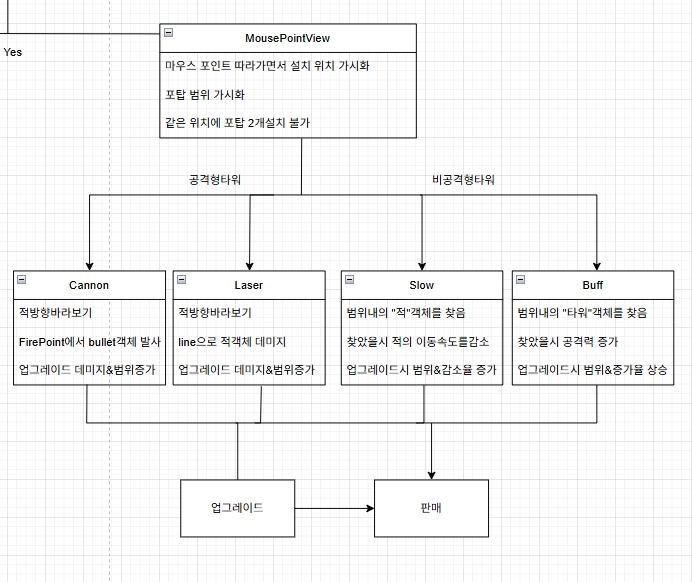 Yes
MousePointView
마우스 포인트 따라가면서 설치 위치 가시화
포탑 범위 가시화
같은 위치에 포탑 2개설치 불가
공격형타워
비공격형타워
Cannon
적방향바라보기
FirePoint에서 bullet객체 발사
업그레이드 데미지&범위증가
Laser
적방향바라보기
line으로 적객체 데미지
업그레이드 데미지&범위증가
Slow
범위내의 "적"객체를 찾음
찾았을시 적의 이동속도를감소
업그레이드시 범위&감소율 증가
Buff
범위내의 "타워"객체를 찾음
찾았을시 공격력 증가
업그레이드시 범위&증가율 상승
업그레이드
판매